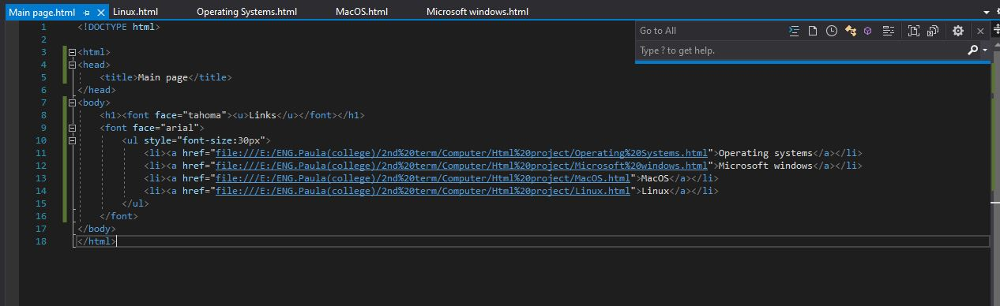 Main page.html Linux.html Operating Systems.html MacOS.html Microsoft windows.html
Go to All
Type ? to get help.
1 <!DOCTYPE html>
2
3 <html>
4 <head>
5 <title>Main page</title>
6 </head>
7 <body>
8 <h1><font face="tahoma"><u>Links</u></font></h1>
9 <font face="arial">
10 <ul style="font-size:30px">
11 <li><a href="file:///E:/ENG.Paula(college)/2nd%20term/Computer/Html%20project/Operating%20Systems.html">Operating systems</a></li>
12 <li><a href="file:///E:/ENG.Paula(college)/2nd%20term/Computer/Html%20project/Microsoft%20windows.html">Microsoft windows</a></li>
13 <li><a href="file:///E:/ENG.Paula(college)/2nd%20term/Computer/Html%20project/MacOS.html">MacOS</a></li>
14 <li><a href="file:///E:/ENG.Paula(college)/2nd%20term/Computer/Html%20project/Linux.html">Linux</a></li>
15 </ul>
16 </font>
17 </body>
18 </html>